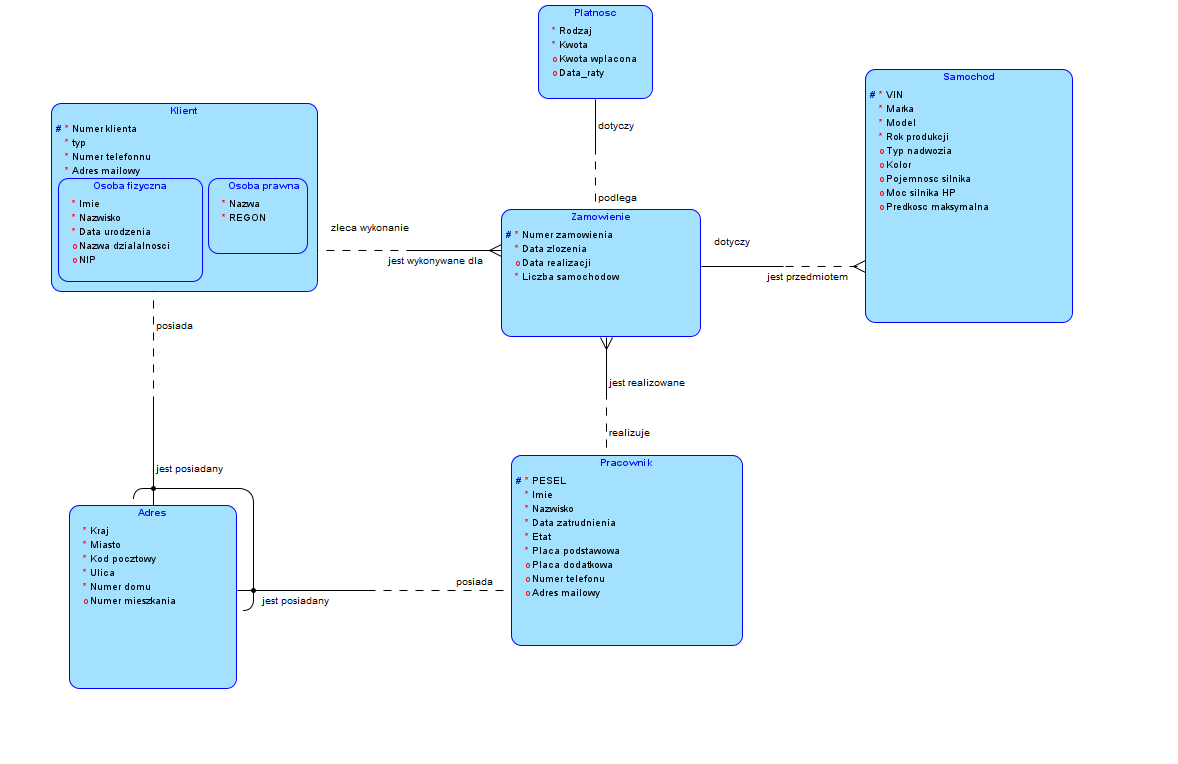 Platnosc
* Rodzaj
* Kwota
o Kwota wplacona
o Data_raty
dotyczy
podlega
Samochod
# * VIN
* Marka
* Model
* Rok produkcji
o Typ nadwozia
o Kolor
o Pojemnosc silnika
o Moc silnika HP
o Predkosc maksymalna
Klient
# * Numer klienta
* typ
* Numer telefonnu
* Adres mailowy
Osoba fizyczna
* Imie
* Nazwisko
* Data urodzenia
o Nazwa dzialalnosci
o NIP
Osoba prawna
* Nazwa
* REGON
zleca wykonanie
jest wykonywane dla
Zamowienie
# * Numer zamowienia
* Data zlozenia
o Data realizacji
* Liczba samochodow
dotyczy
jest przedmiotem
posiada
jest posiadany
jest realizowane
realizuje
Adres
* Kraj
* Miasto
* Kod pocztowy
* Ulica
* Numer domu
o Numer mieszkania
jest posiadany
posiada
Pracownik
# * PESEL
* Imie
* Nazwisko
* Data zatrudnienia
* Etat
* Placa podstawowa
o Placa dodatkowa
o Numer telefonu
o Adres mailowy